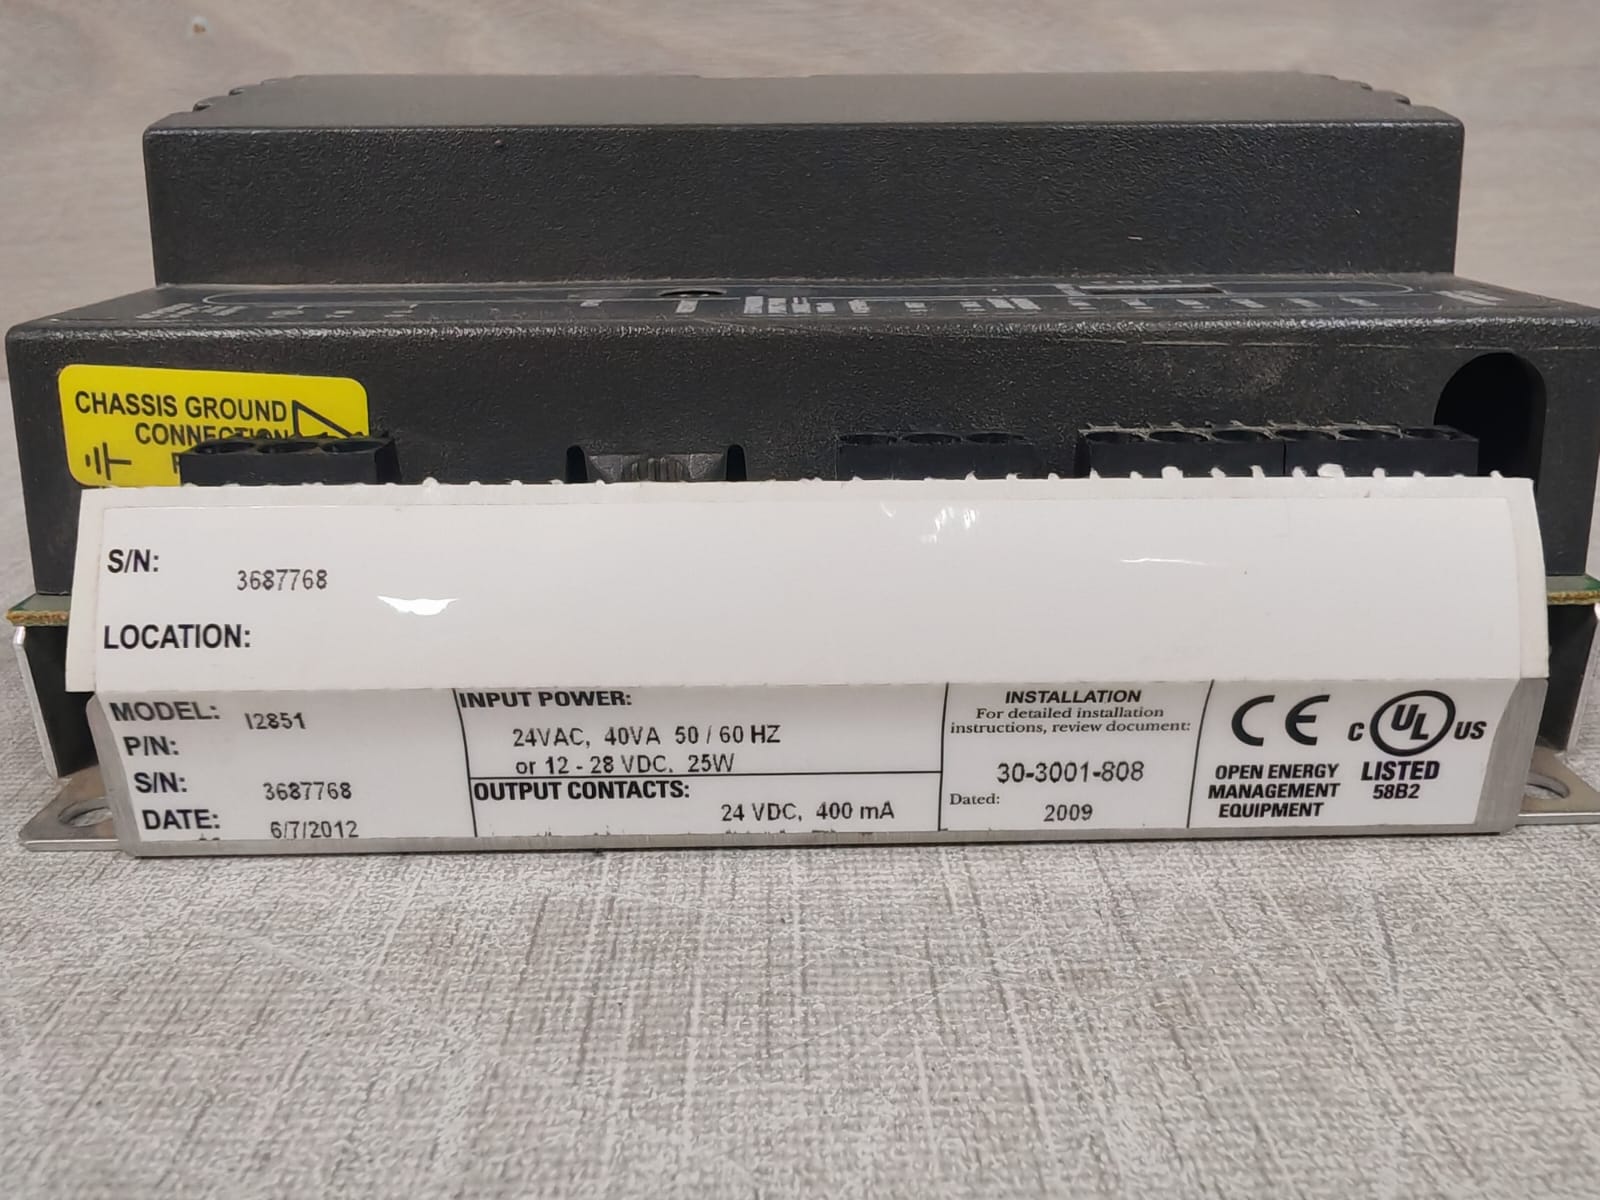 CHASSIS GROUND
CONNECTION
S/N:
3687768
LOCATION:
MODEL: I2851
P/N:
S/N: 3687768
DATE: 6/7/2012
INPUT POWER:
24VAC, 40VA 50 / 60 HZ
or 12 - 28 VDC, 25W
OUTPUT CONTACTS:
24 VDC, 400 mA
INSTALLATION
For detailed installation
instructions, review document:
30-3001-808
Dated:
2009
CE
OPEN ENERGY
MANAGEMENT
EQUIPMENT
C UL US
LISTED
58B2